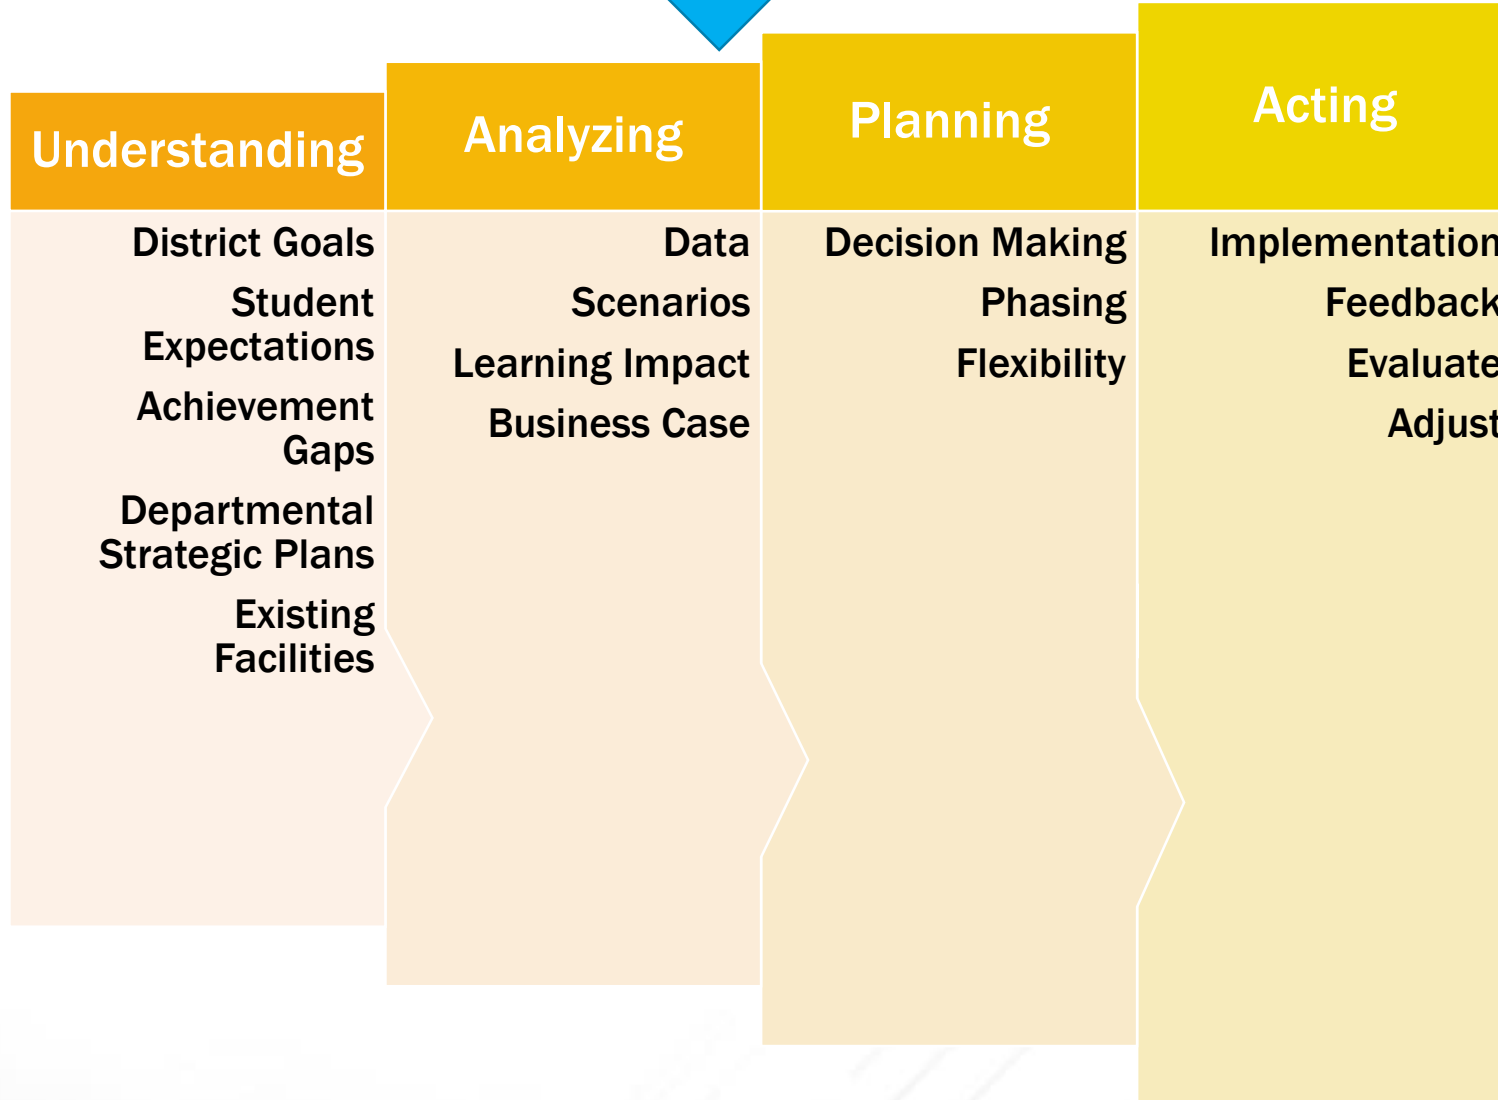 Understanding
District Goals
Student
Expectations
Achievement
Gaps
Departmental
Strategic Plans
Existing
Facilities
Analyzing
Data
Scenarios
Learning Impact
Business Case
Planning
Decision Making
Phasing
Flexibility
Acting
Implementation
Feedback
Evaluate
Adjust